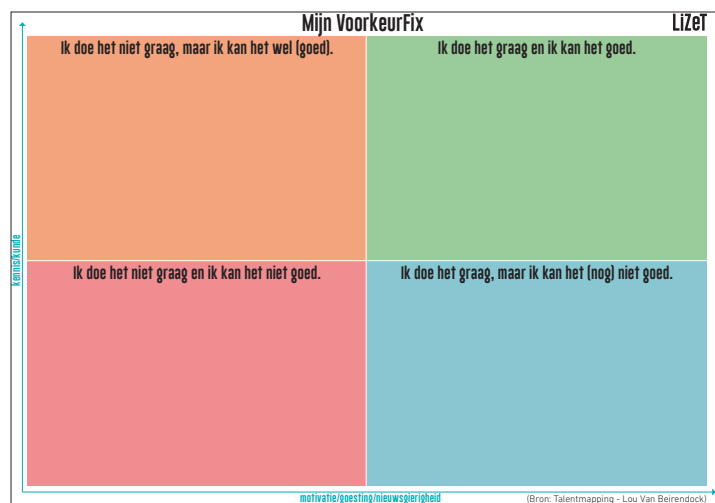 Mijn VoorkeurFix
LiZeT
Ik doe het niet graag, maar ik kan het wel (goed).
Ik doe het graag en ik kan het goed.
kennis/kunde
Ik doe het niet graag en ik kan het niet goed.
Ik doe het graag, maar ik kan het (nog) niet goed.
motivatie/goesting/nieuwsgierigheid
(Bron: Talentmapping - Lou Van Beirendock)